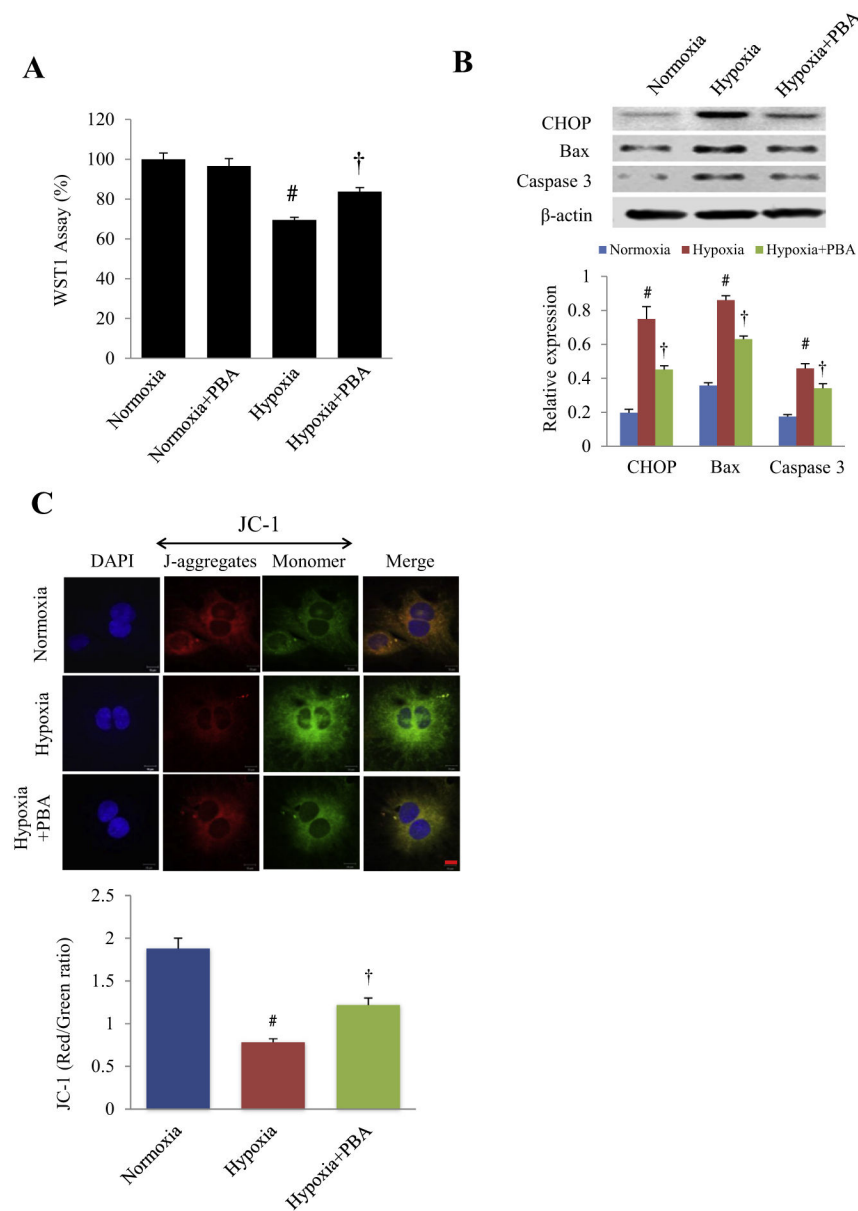 A
120
100
80
60
40
20
0
WST1 Assay (%)
Normoxia
Normoxia+PBA
Hypoxia
Hypoxia+PBA
#
†
B
Normoxia
Hypoxia
Hypoxia+PBA
CHOP
Bax
Caspase 3
β-actin
Normoxia Hypoxia Hypoxia+PBA
1
0.8
0.6
0.4
0.2
0
Relative expression
#
†
#
†
#
†
CHOP Bax Caspase 3
C
JC-1
DAPI J-aggregates Monomer Merge
Normoxia
Hypoxia
Hypoxia
+PBA
2.5
2
1.5
1
0.5
0
JC-1 (Red/Green ratio)
#
†
Normoxia
Hypoxia
Hypoxia+PBA